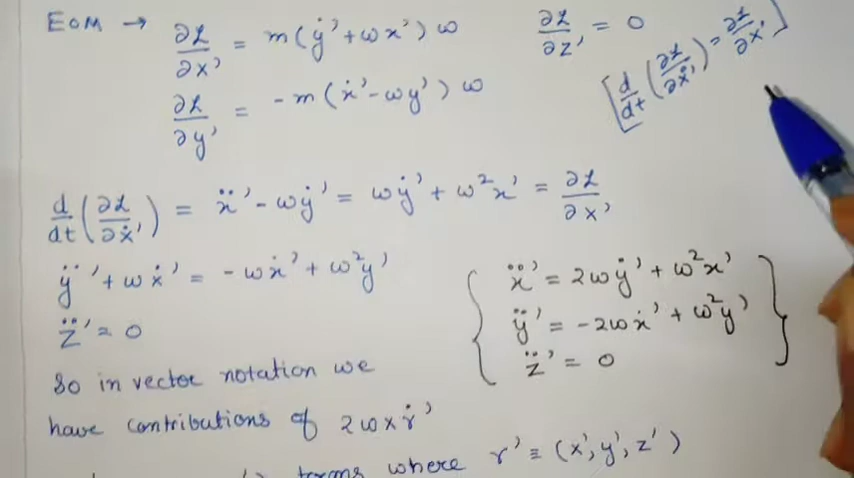 EOM → ∂L/∂x' = m(ẏ' + ωx')ω   ∂L/∂z' = 0
[d/dt(∂L/∂ẋ') = ∂L/∂x']
∂L/∂y' = -m(ẋ' - ωy')ω
d/dt(∂L/∂ẋ') = ẍ' - ωẏ' = ωẏ' + ω²x' = ∂L/∂x'
ÿ' + ωẋ' = -ωẋ' + ω²y'
z̈' = 0
{ ẍ' = 2ωẏ' + ω²x'
ÿ' = -2ωẋ' + ω²y'
z̈' = 0 }
So in vector notation we
have contributions of 2ω×ṙ'
terms where r' ≡ (x', y', z')